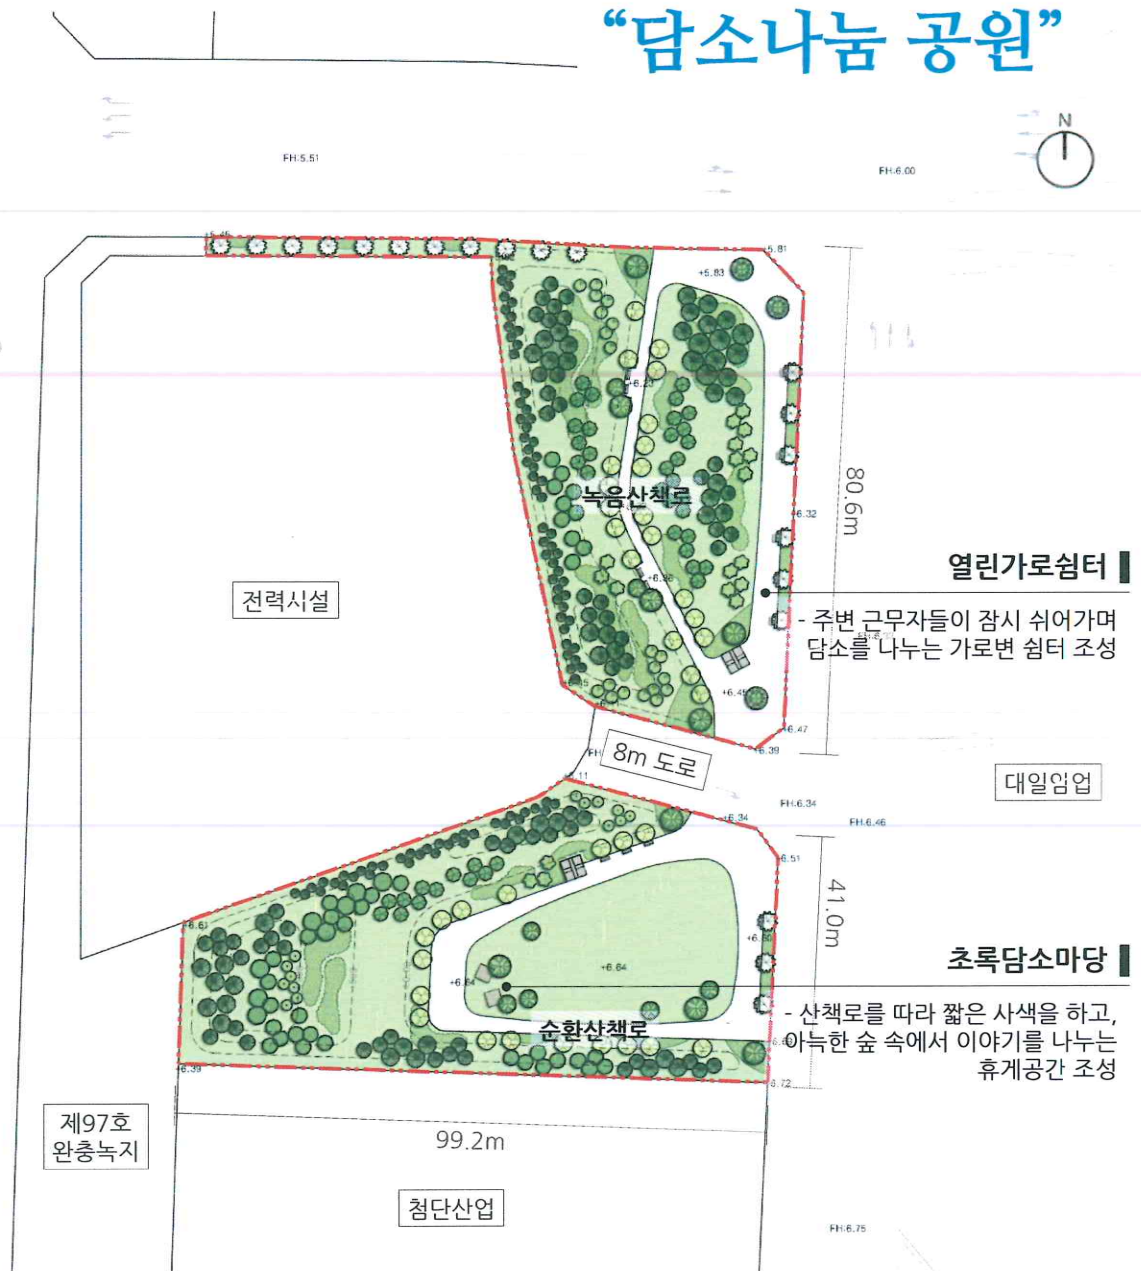 “담소나눔 공원”
N
FH:5.51
FH:6.00
+5.45
+5.81
+5.83
80.6m
녹음산책로
+6.32
열린가로쉼터
전력시설
- 주변 근무자들이 잠시 쉬어가며
담소를 나누는 가로변 쉼터 조성
+6.45
+6.47
+6.39
8m 도로
대일임업
FH:6.34
+6.34
FH:6.46
+6.51
41.0m
+6.61
초록담소마당
+6.64
+6.64
- 산책로를 따라 짧은 사색을 하고,
아늑한 숲 속에서 이야기를 나누는
휴게공간 조성
순환산책로
+6.39
+6.72
제97호
완충녹지
99.2m
첨단산업
FH:6.75